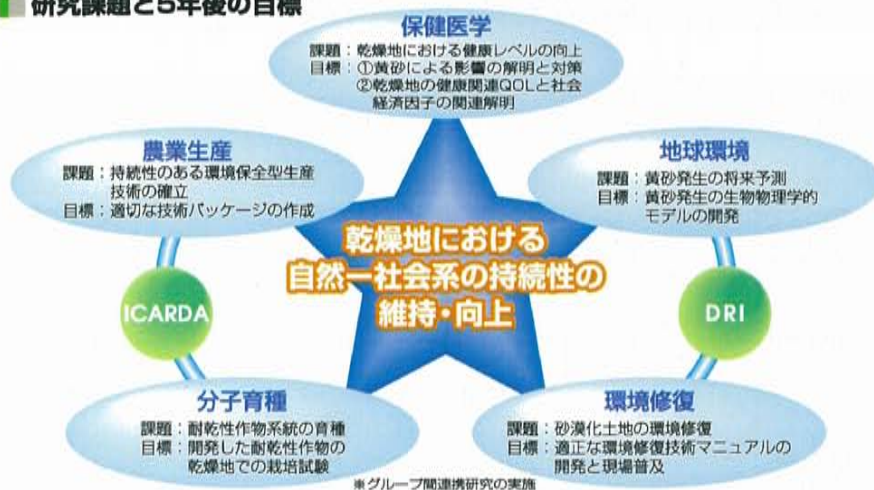 研究課題と5年後の目標
保健医学
課題：乾燥地における健康レベルの向上
目標：①黄砂による影響の解明と対策
②乾燥地の健康関連QOLと社会
経済因子の関連解明
農業生産
課題：持続性のある環境保全型生産
技術の確立
目標：適切な技術パッケージの作成
地球環境
課題：黄砂発生の将来予測
目標：黄砂発生の生物物理学的
モデルの開発
乾燥地における
自然ー社会系の持続性の
維持・向上
ICARDA
DRI
分子育種
課題：耐乾性作物系統の育種
目標：開発した耐乾性作物の
乾燥地での栽培試験
環境修復
課題：砂漠化土地の環境修復
目標：適正な環境修復技術マニュアルの
開発と現場普及
※グループ間連携研究の実施